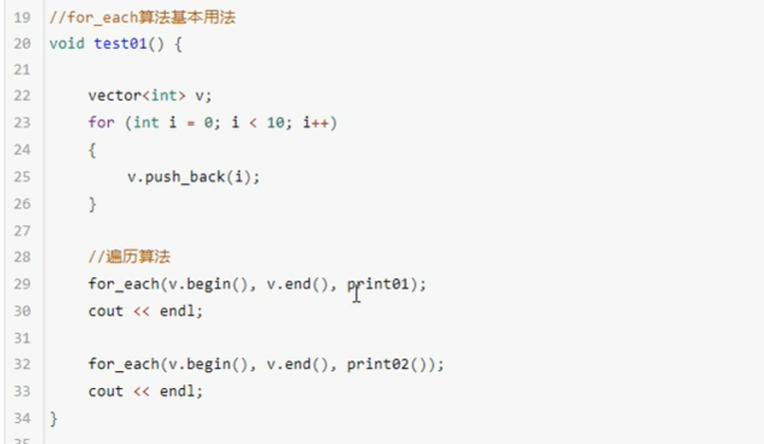 19 //for_each算法基本用法
20 void test01() {
21
22 vector<int> v;
23 for (int i = 0; i < 10; i++)
24 {
25 v.push_back(i);
26 }
27
28 //遍历算法
29 for_each(v.begin(), v.end(), print01);
30 cout << endl;
31
32 for_each(v.begin(), v.end(), print02());
33 cout << endl;
34 }
35